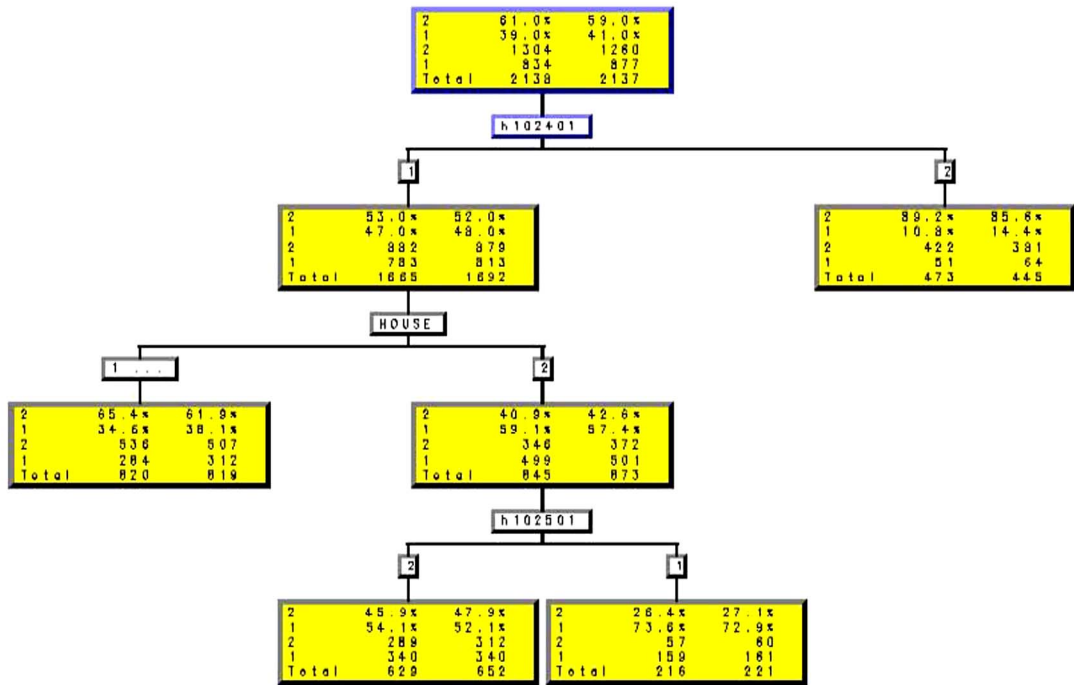 2 61.0% 59.0%
1 39.0% 41.0%
2 1304 1260
1 834 877
Total 2138 2137
h102401
1 2
2 53.0% 52.0%
1 47.0% 48.0%
2 882 879
1 783 813
Total 1665 1692
2 89.2% 85.6%
1 10.8% 14.4%
2 422 381
1 51 64
Total 473 445
HOUSE
1 ... 2
2 65.4% 61.9%
1 34.6% 38.1%
2 536 507
1 284 312
Total 820 819
2 40.9% 42.6%
1 59.1% 57.4%
2 346 372
1 499 501
Total 845 873
h102501
2 1
2 45.9% 47.9%
1 54.1% 52.1%
2 289 312
1 340 340
Total 629 652
2 26.4% 27.1%
1 73.6% 72.9%
2 57 60
1 159 161
Total 216 221